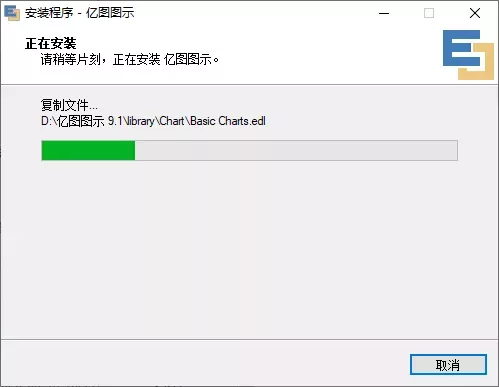 安装程序 - 亿图图示
正在安装
请稍等片刻，正在安装 亿图图示。
复制文件...
D:\亿图图示 9.1\library\Chart\Basic Charts.edl
取消